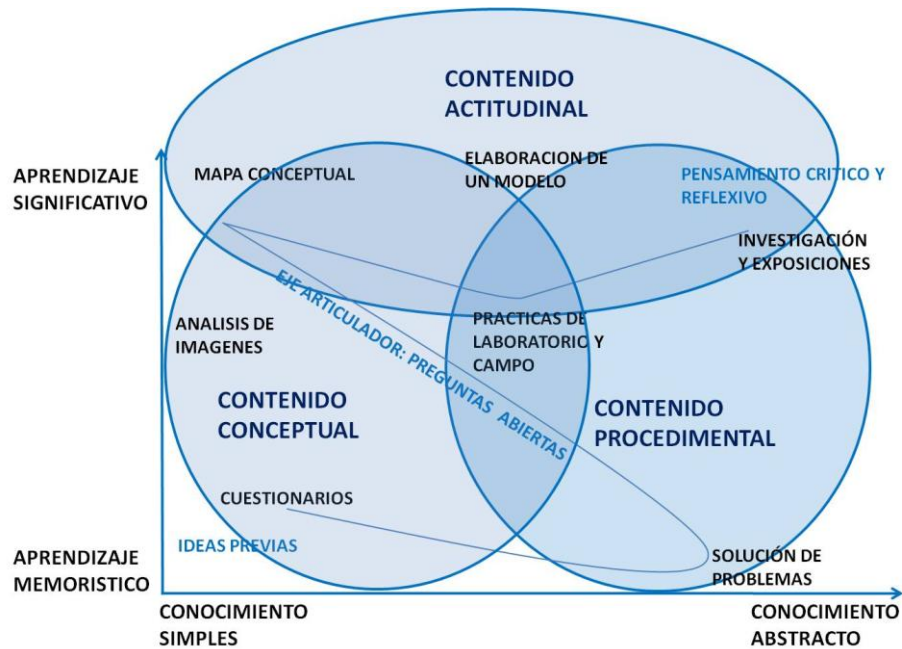 CONTENIDO
ACTITUDINAL
APRENDIZAJE
SIGNIFICATIVO
MAPA CONCEPTUAL
ELABORACION DE
UN MODELO
PENSAMIENTO CRITICO Y
REFLEXIVO
INVESTIGACIÓN
Y EXPOSICIONES
EJE ARTICULADOR: PREGUNTAS ABIERTAS
ANALISIS DE
IMAGENES
PRACTICAS DE
LABORATORIO Y
CAMPO
CONTENIDO
CONCEPTUAL
CONTENIDO
PROCEDIMENTAL
CUESTIONARIOS
IDEAS PREVIAS
SOLUCIÓN DE
PROBLEMAS
APRENDIZAJE
MEMORISTICO
CONOCIMIENTO
SIMPLES
CONOCIMIENTO
ABSTRACTO